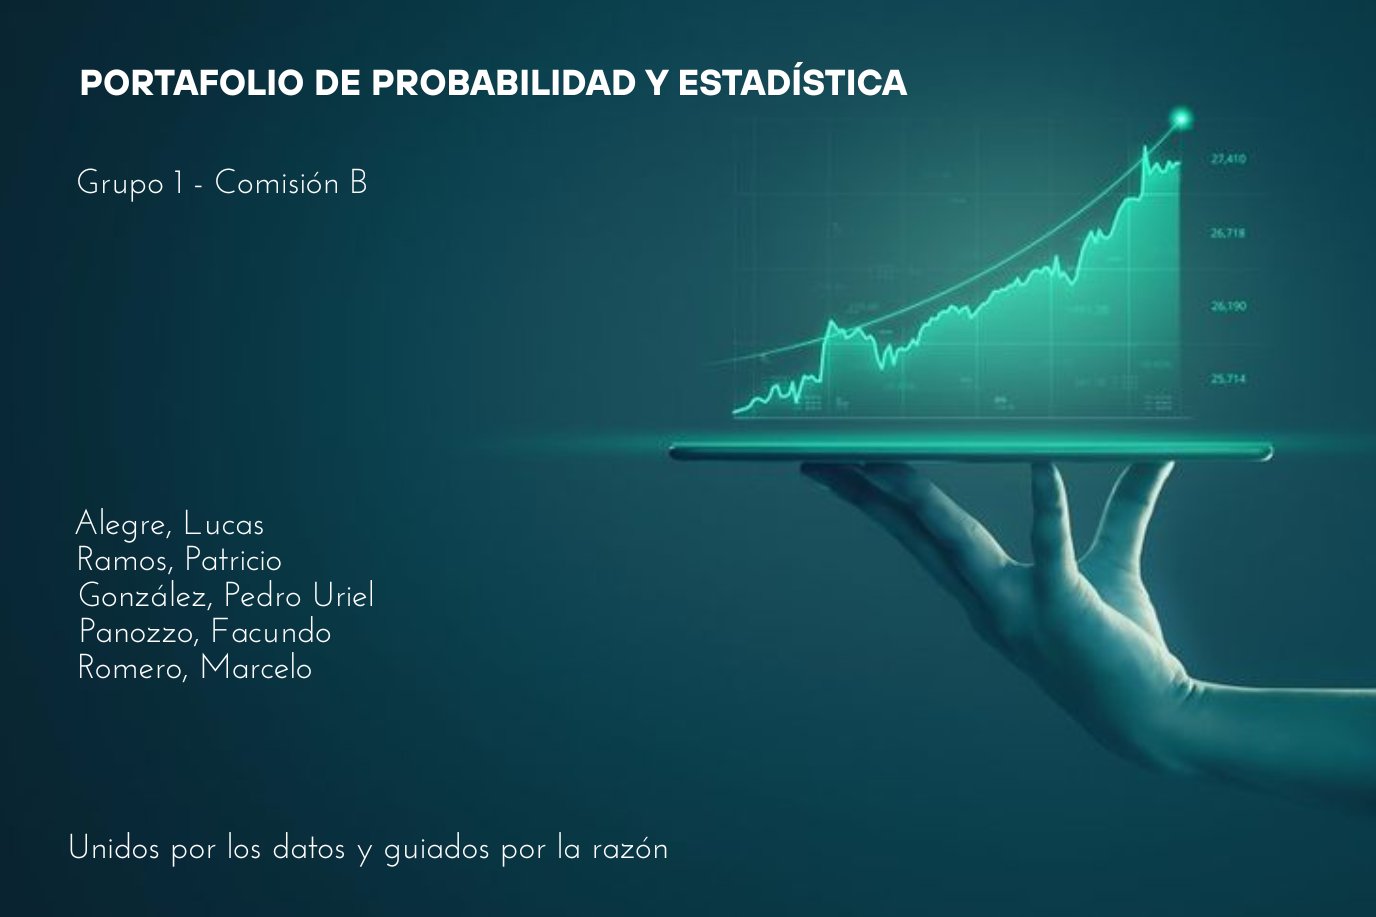 PORTAFOLIO DE PROBABILIDAD Y ESTADÍSTICA
Grupo 1 - Comisión B
27,410
26,718
26,190
25,714
Alegre, Lucas
Ramos, Patricio
González, Pedro Uriel
Panozzo, Facundo
Romero, Marcelo
Unidos por los datos y guiados por la razón